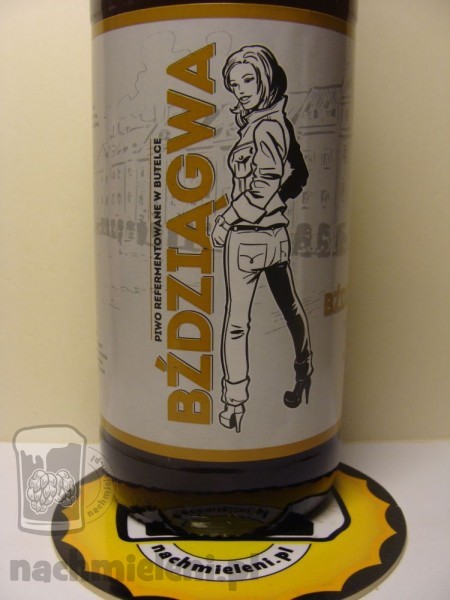 PIWO REFERMENTOWANE W BUTELCE
BŹDZIĄGWA
nachmieleni.pl
nachmieleni.pl